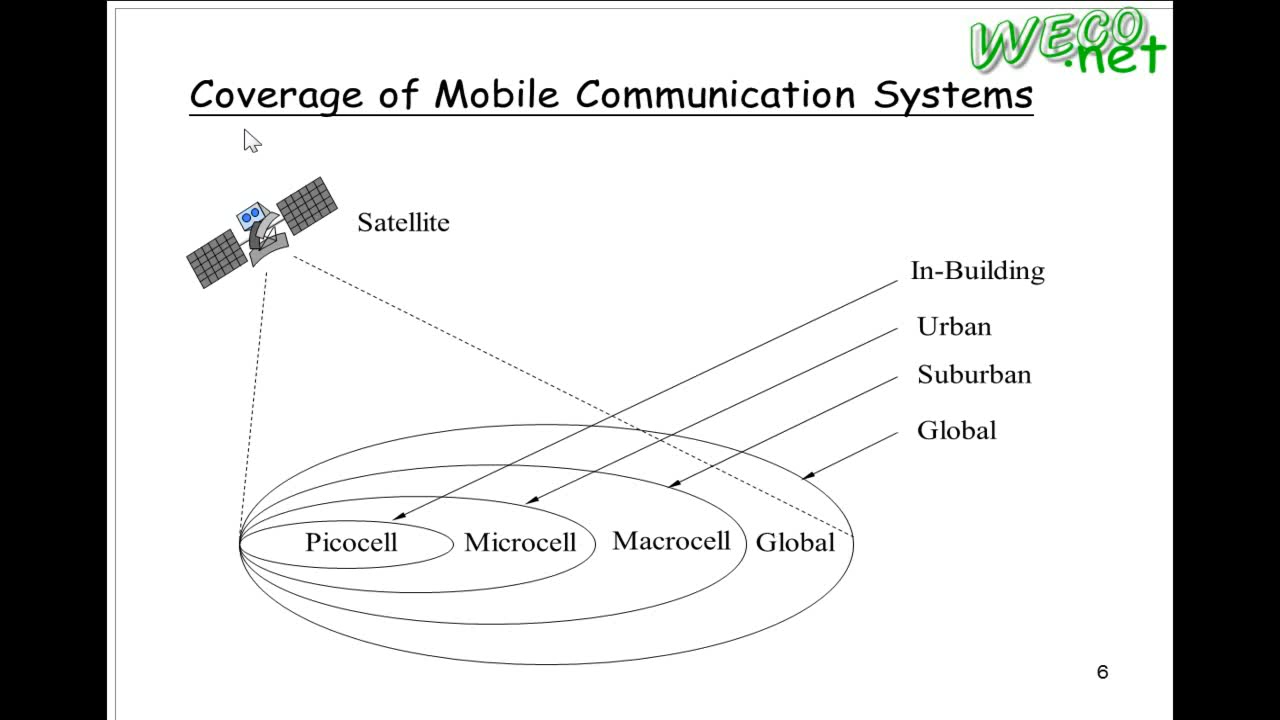 WECO
.net
Coverage of Mobile Communication Systems
Satellite
In-Building
Urban
Suburban
Global
Picocell Microcell Macrocell Global
6